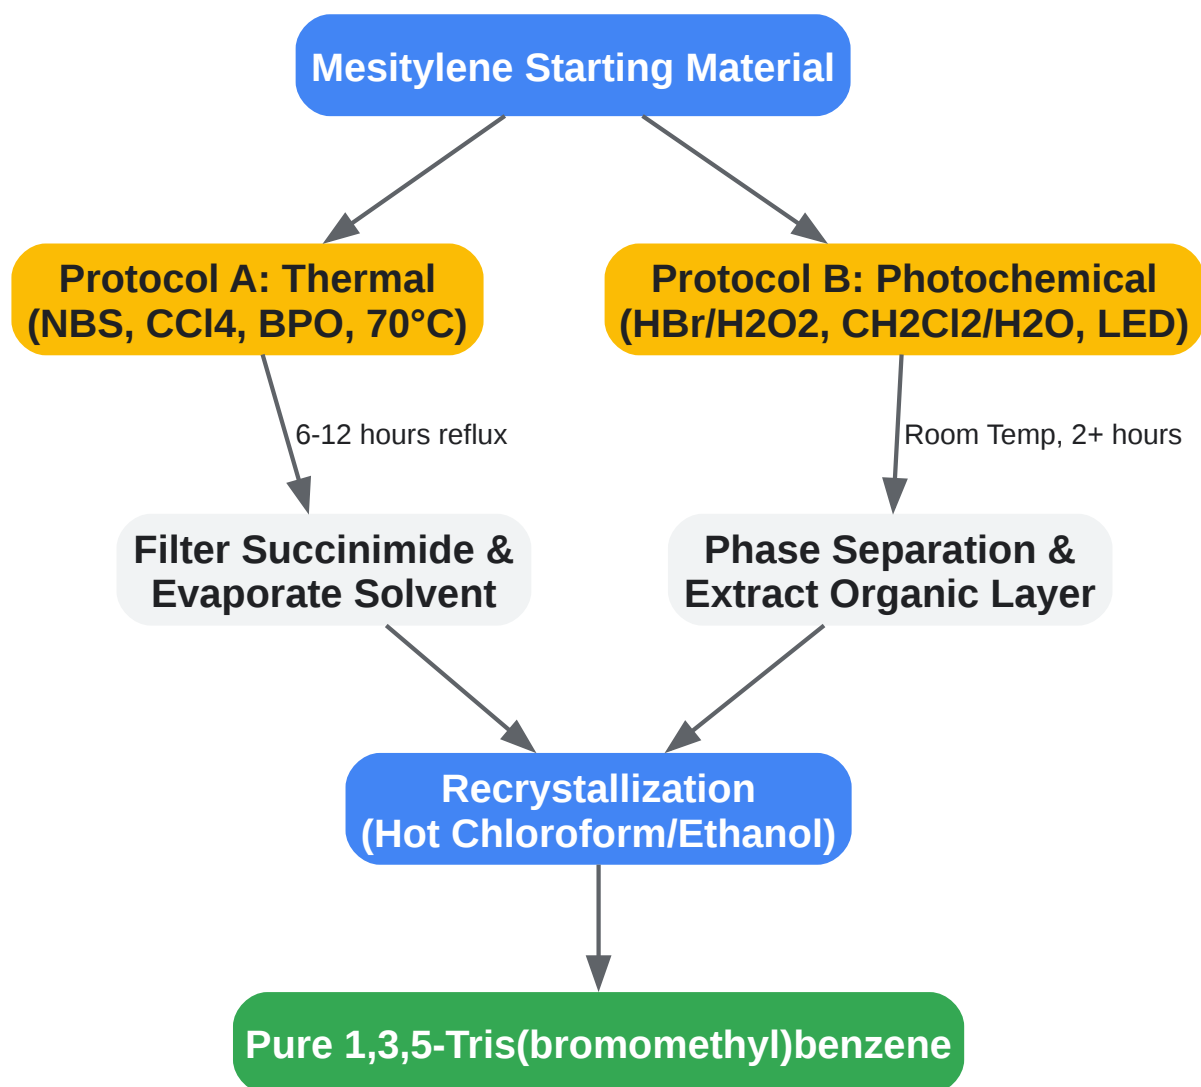 Mesitylene Starting Material
Protocol A: Thermal
(NBS, CCl4, BPO, 70°C)
Protocol B: Photochemical
(HBr/H2O2, CH2Cl2/H2O, LED)
6-12 hours reflux
Room Temp, 2+ hours
Filter Succinimide &
Evaporate Solvent
Phase Separation &
Extract Organic Layer
Recrystallization
(Hot Chloroform/Ethanol)
Pure 1,3,5-Tris(bromomethyl)benzene